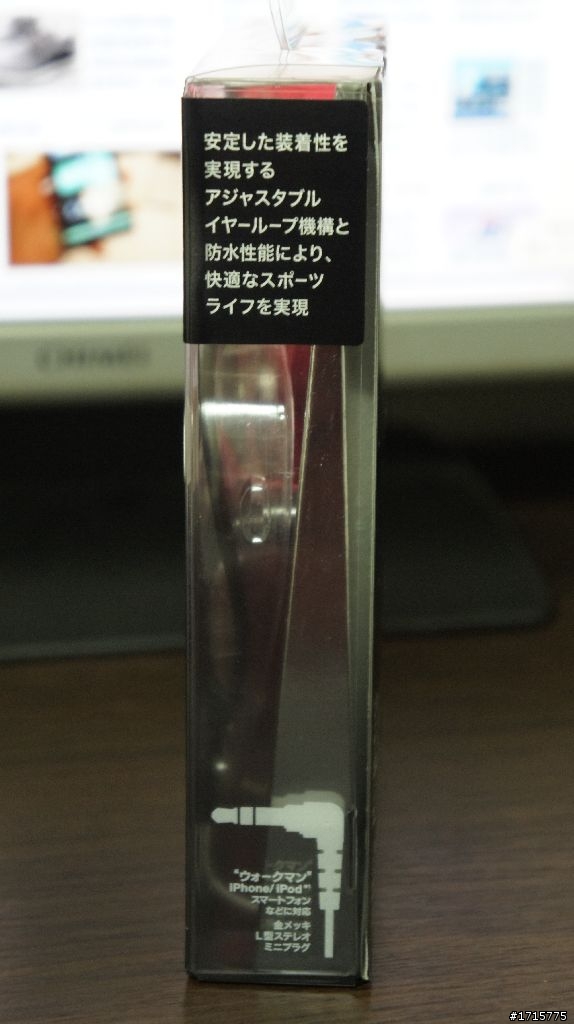 安定した装着性を
実現する
アジャスタブル
イヤーループ機構と
防水性能により、
快適なスポーツ
ライフを実現
CHIMEI
"ウォークマン"
iPhone/iPod
スマートフォン
などに対応
金メッキ
L型ステレオ
ミニプラグ
#1715775